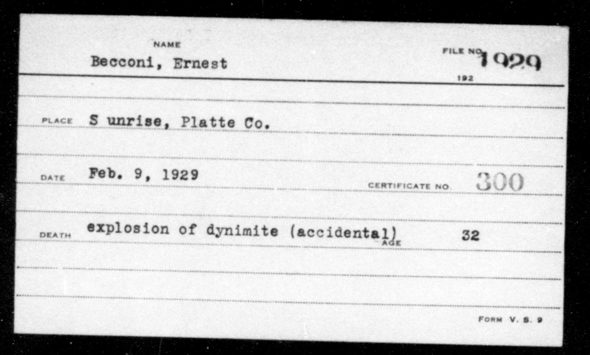 NAME
Becconi, Ernest
FILE NO. 1929
192
PLACE S unrise, Platte Co.
DATE Feb. 9, 1929
CERTIFICATE NO. 300
DEATH explosion of dynimite (accidental) AGE 32
FORM V. S. 9